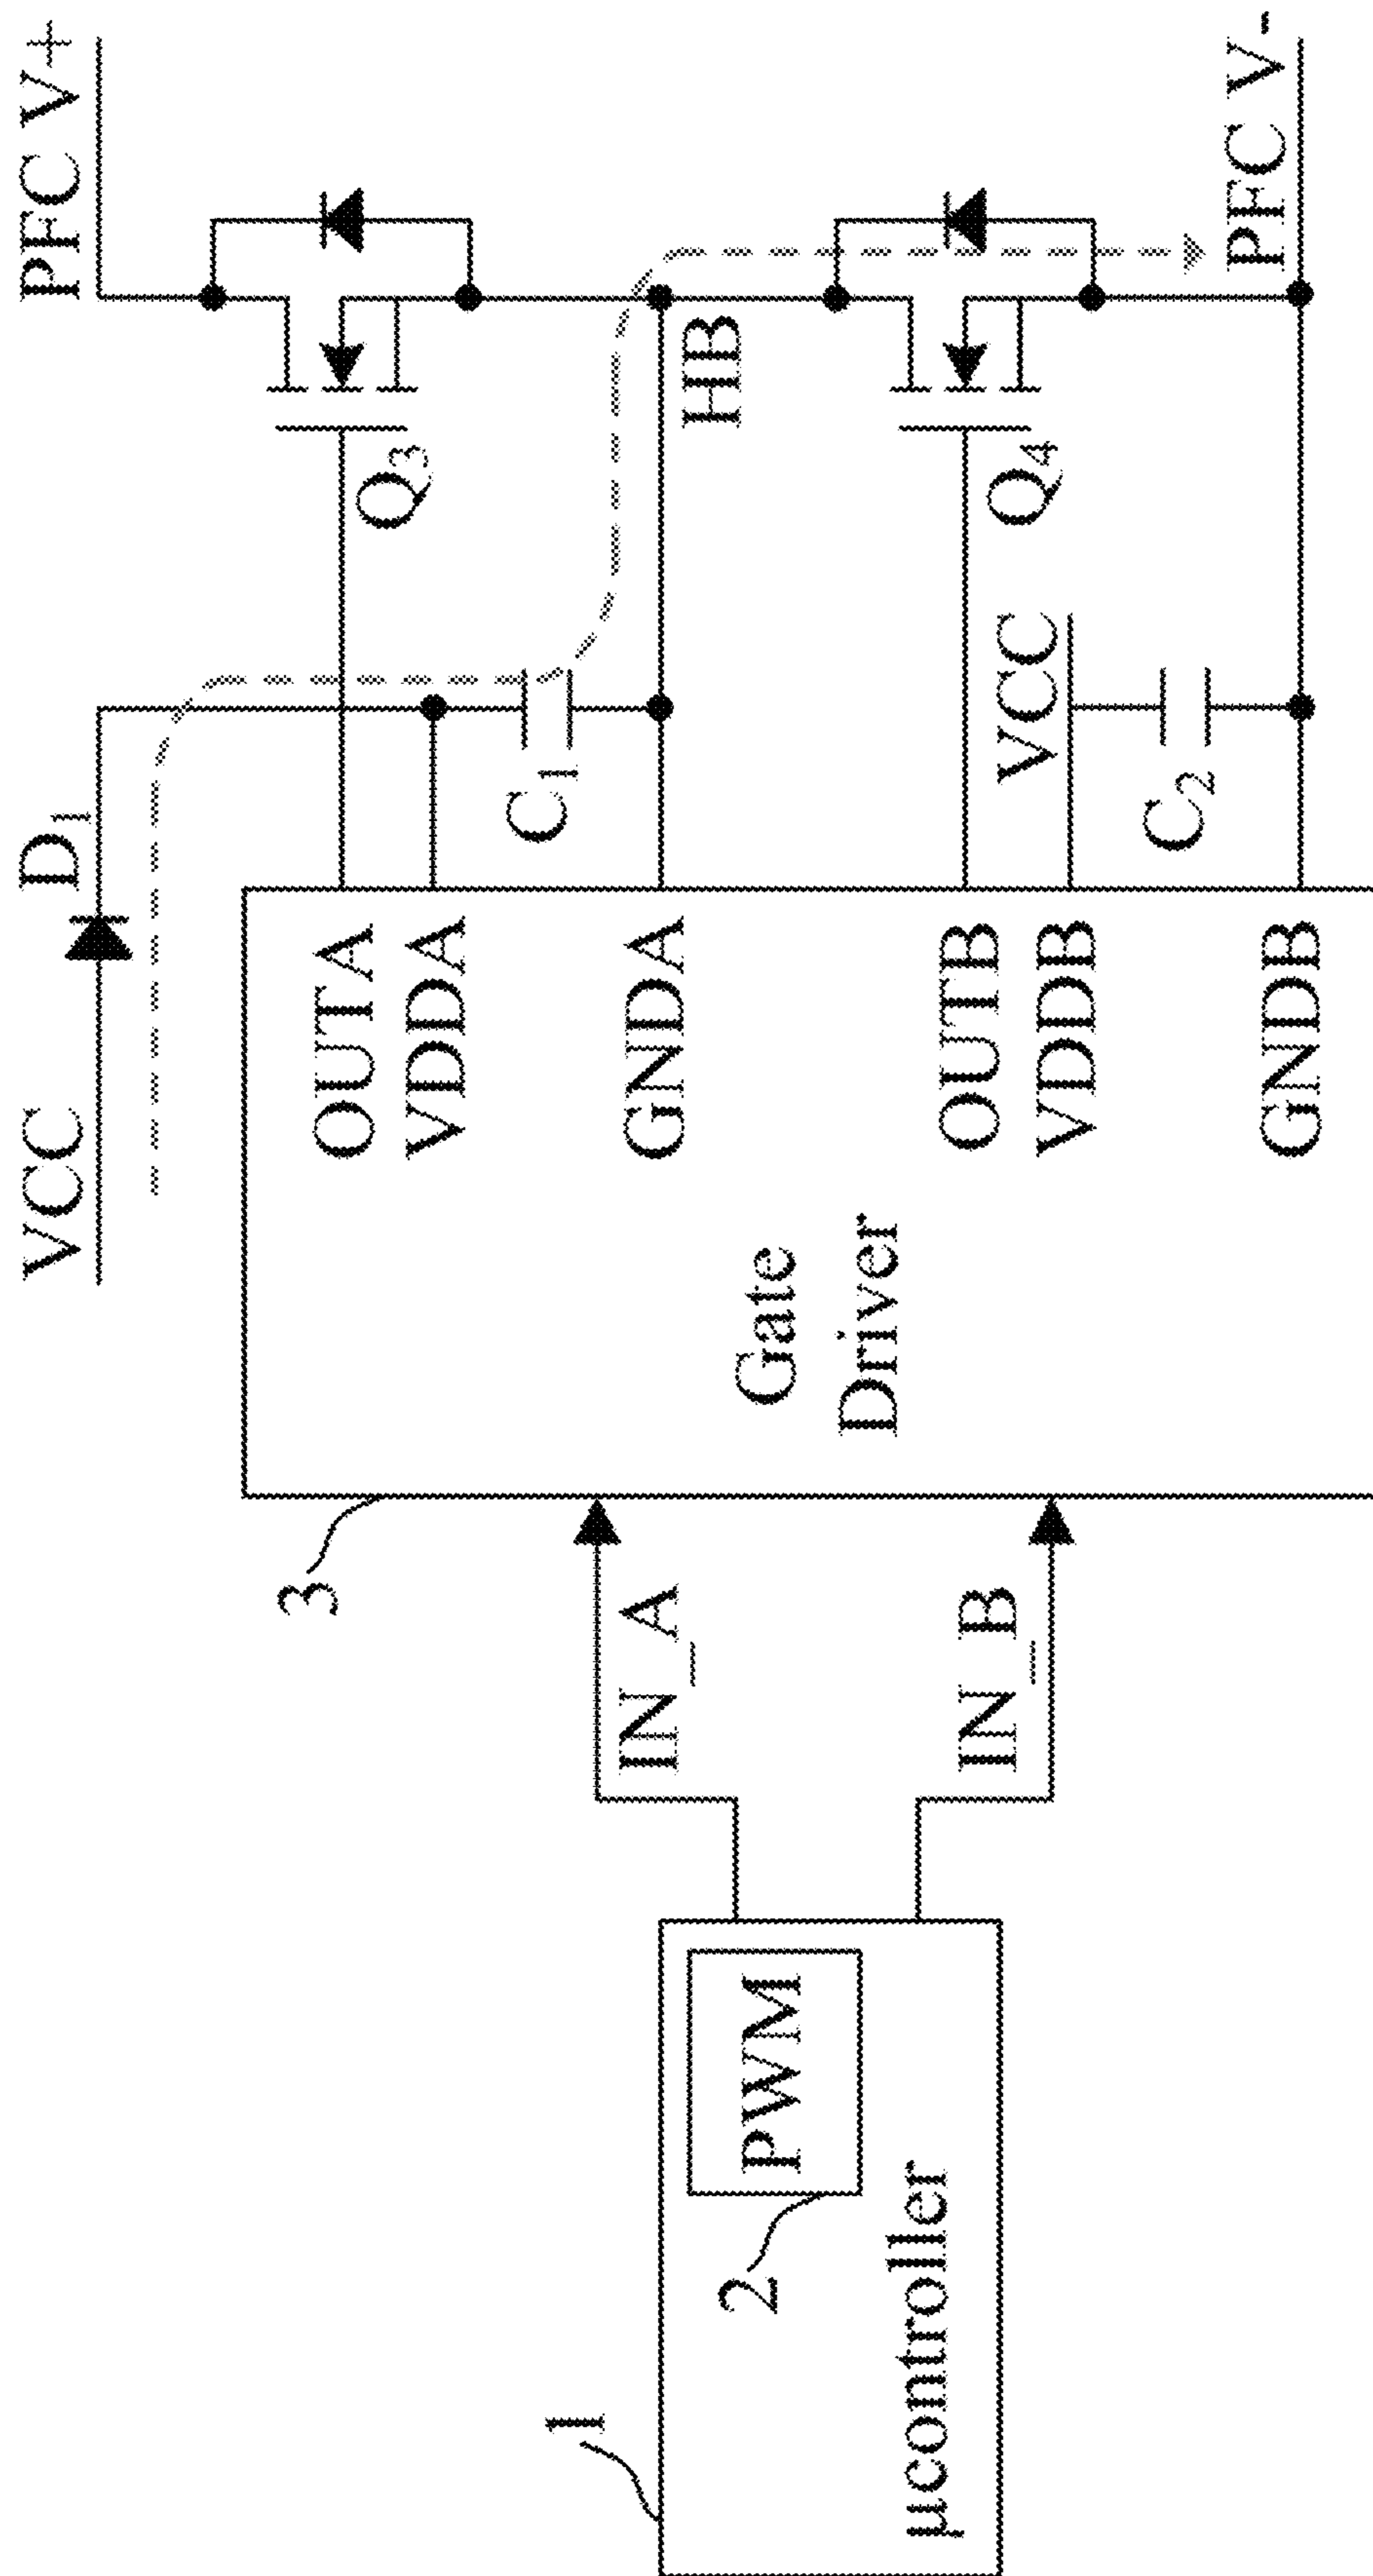 VCC
D1
PFC V+
3
OUTA
VDDA
Q3
C1
GNDA
HB
1
IN_A
2
PWM
Gate
Driver
µcontroller
IN_B
OUTB
VDDB
VCC
Q4
C2
GNDB
PFC V-